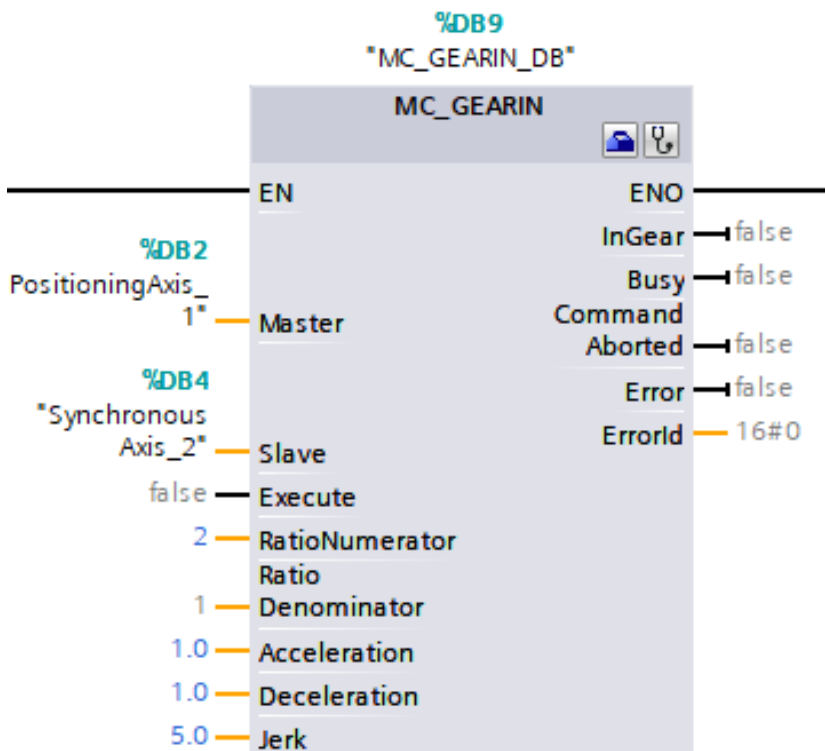 %DB9
"MC_GEARIN_DB"
MC_GEARIN
EN
ENO
InGear
false
Busy
false
Command
Aborted
false
Error
false
ErrorId
16#0
%DB2
PositioningAxis_
1"
Master
%DB4
"Synchronous
Axis_2"
Slave
false
Execute
2
RatioNumerator
Ratio
1
Denominator
1.0
Acceleration
1.0
Deceleration
5.0
Jerk